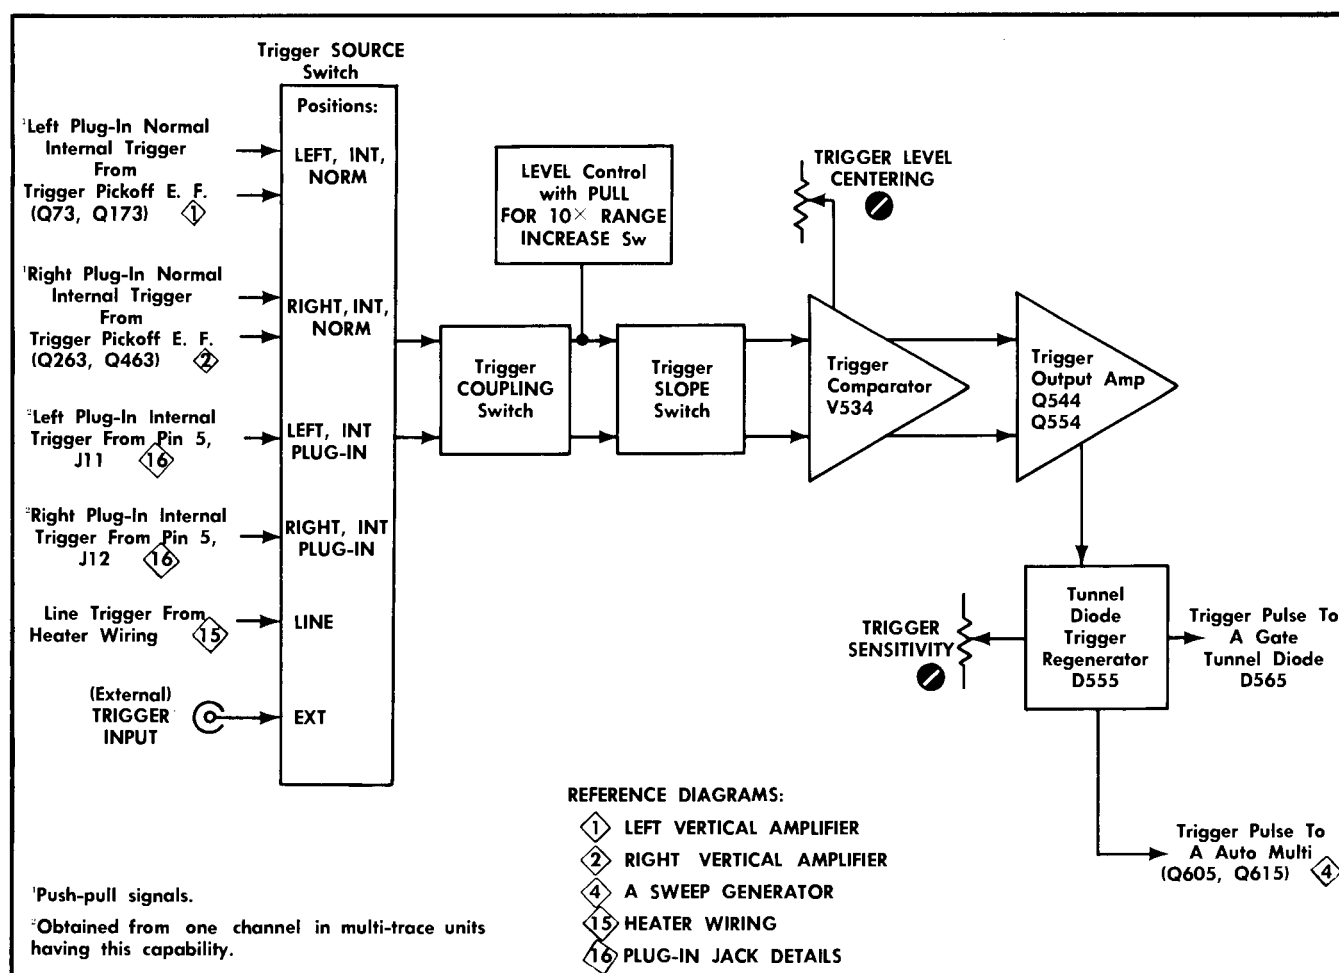 Trigger SOURCE
Switch
Positions:
¹Left Plug-In Normal
Internal Trigger
From
Trigger Pickoff E. F.
(Q73, Q173) 1
LEFT, INT,
NORM
¹Right Plug-In Normal
Internal Trigger
From
Trigger Pickoff E. F.
(Q263, Q463) 2
RIGHT, INT,
NORM
²Left Plug-In Internal
Trigger From Pin 5,
J11 16
LEFT, INT
PLUG-IN
²Right Plug-In Internal
Trigger From Pin 5,
J12 16
RIGHT, INT
PLUG-IN
Line Trigger From
Heater Wiring 15
LINE
(External)
TRIGGER
INPUT
EXT
LEVEL Control
with PULL
FOR 10× RANGE
INCREASE Sw
Trigger
COUPLING
Switch
Trigger
SLOPE
Switch
TRIGGER LEVEL
CENTERING
Trigger
Comparator
V534
Trigger
Output Amp
Q544
Q554
TRIGGER
SENSITIVITY
Tunnel
Diode
Trigger
Regenerator
D555
Trigger Pulse To
A Gate
Tunnel Diode
D565
Trigger Pulse To
A Auto Multi
(Q605, Q615) 4
REFERENCE DIAGRAMS:
1 LEFT VERTICAL AMPLIFIER
2 RIGHT VERTICAL AMPLIFIER
4 A SWEEP GENERATOR
15 HEATER WIRING
16 PLUG-IN JACK DETAILS
¹Push-pull signals.
²Obtained from one channel in multi-trace units
having this capability.